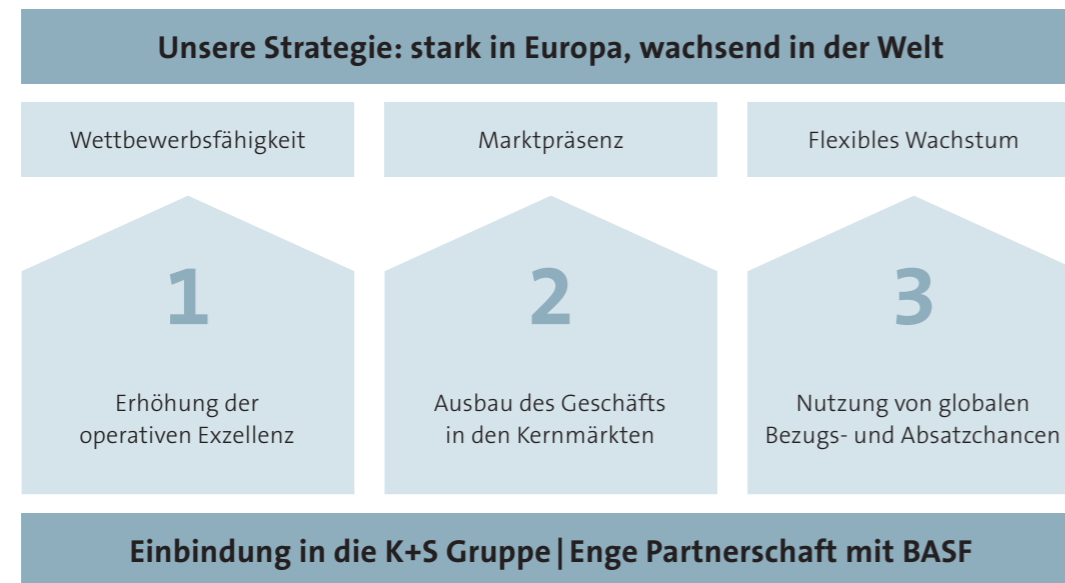 Unsere Strategie: stark in Europa, wachsend in der Welt
Wettbewerbsfähigkeit
Marktpräsenz
Flexibles Wachstum
1
Erhöhung der
operativen Exzellenz
2
Ausbau des Geschäfts
in den Kernmärkten
3
Nutzung von globalen
Bezugs- und Absatzchancen
Einbindung in die K+S Gruppe|Enge Partnerschaft mit BASF